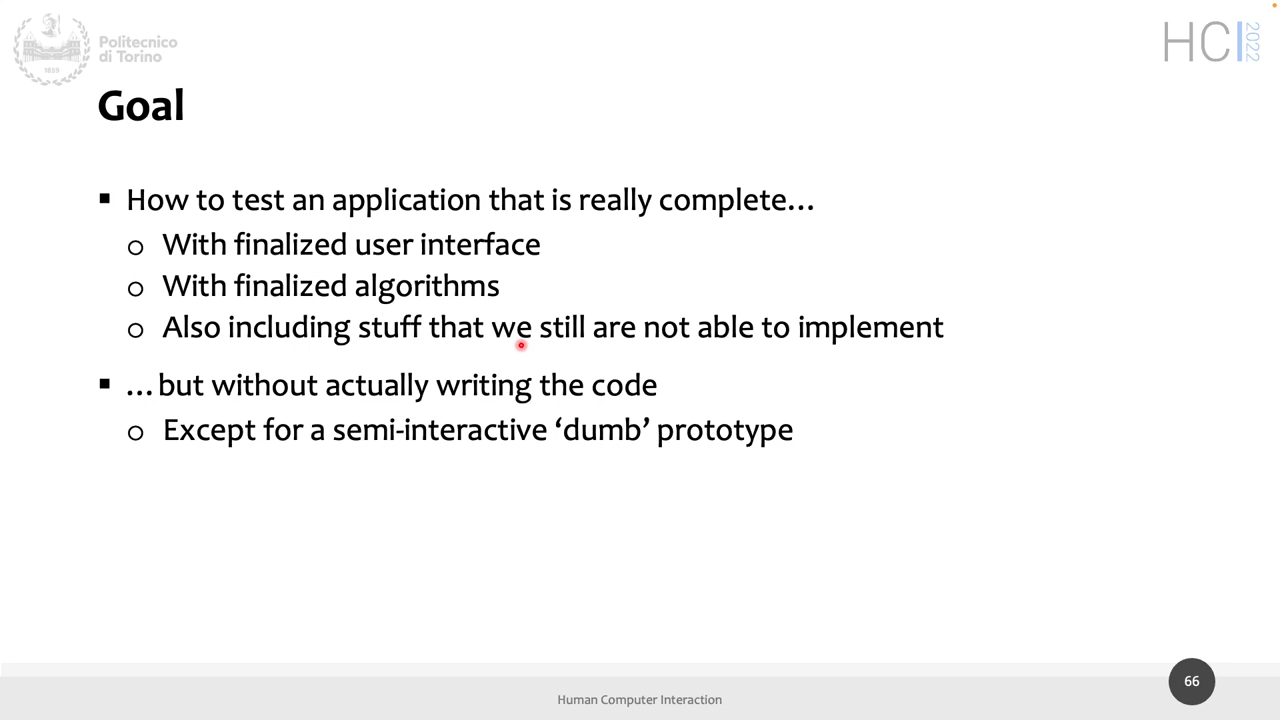 Politecnico
di Torino
1859
HCI 2022
Goal
How to test an application that is really complete…
With finalized user interface
With finalized algorithms
Also including stuff that we still are not able to implement
…but without actually writing the code
Except for a semi-interactive ‘dumb’ prototype
66
Human Computer Interaction